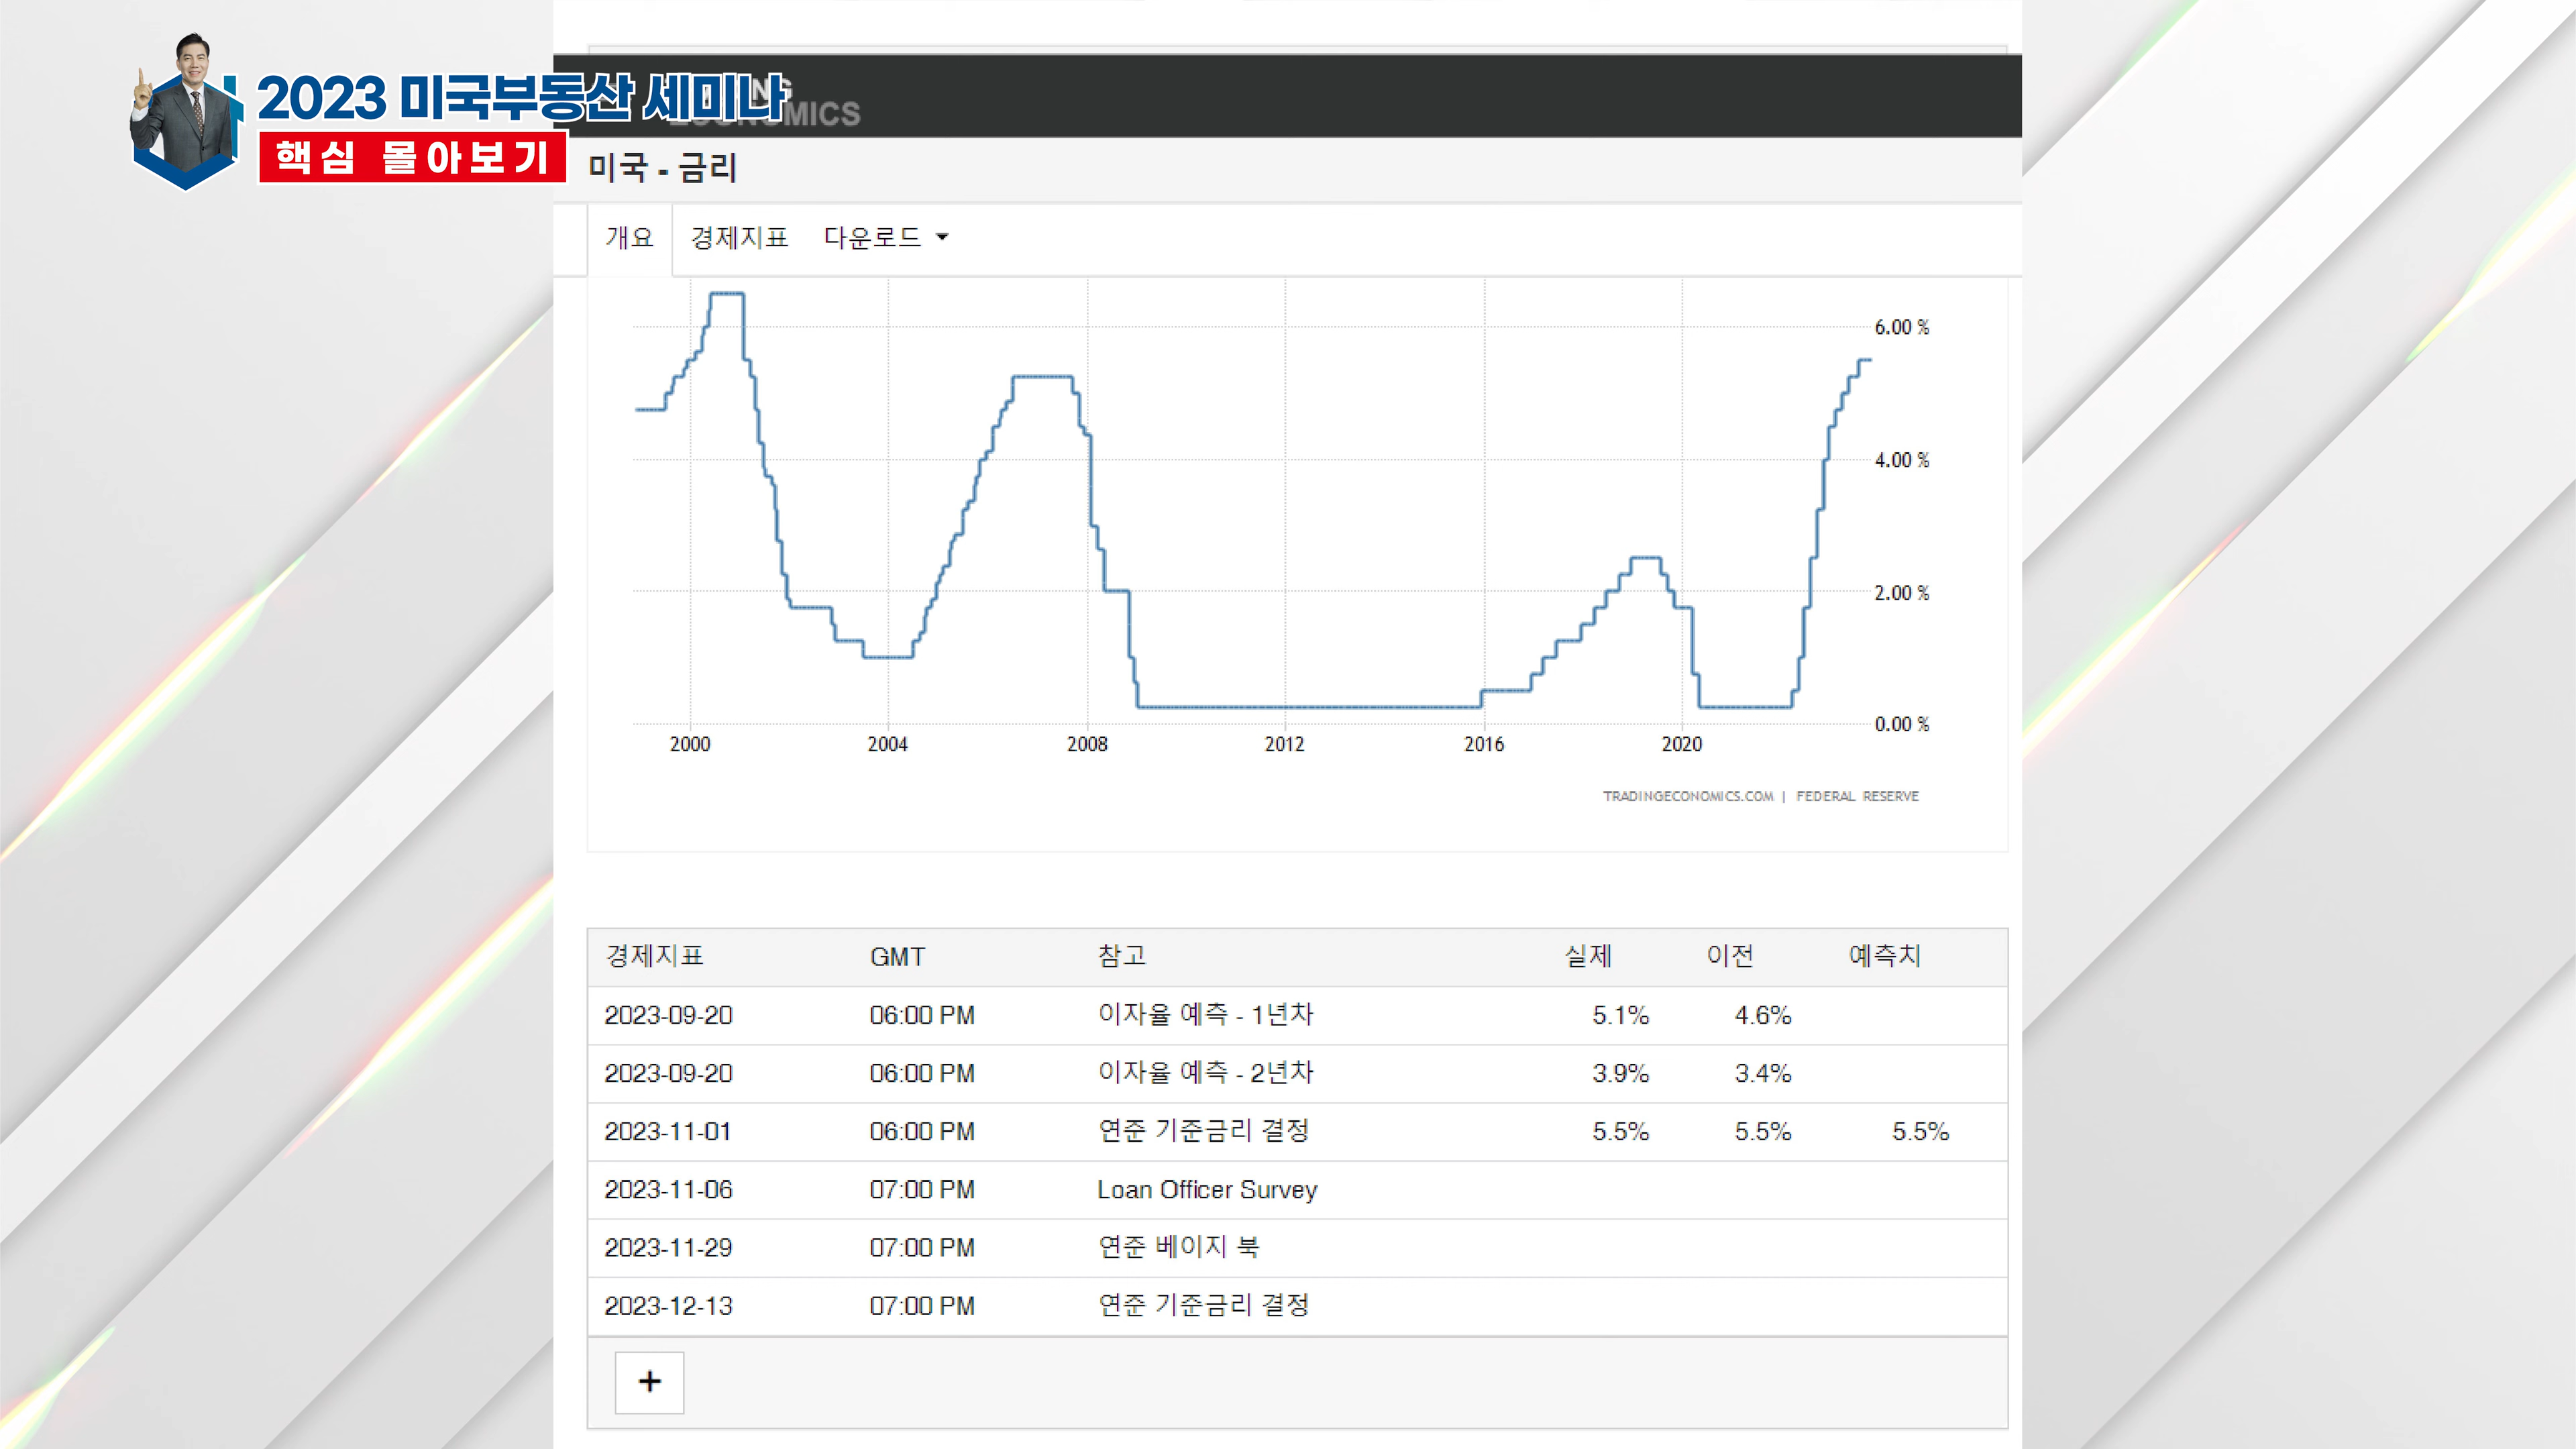 2023 미국부동산 세미나
핵심 몰아보기
미국 - 금리
개요 경제지표 다운로드
6.00 %
4.00 %
2.00 %
0.00 %
2000 2004 2008 2012 2016 2020
TRADINGECONOMICS.COM | FEDERAL RESERVE
경제지표 GMT 참고 실제 이전 예측치
2023-09-20 06:00 PM 이자율 예측 - 1년차 5.1% 4.6%
2023-09-20 06:00 PM 이자율 예측 - 2년차 3.9% 3.4%
2023-11-01 06:00 PM 연준 기준금리 결정 5.5% 5.5% 5.5%
2023-11-06 07:00 PM Loan Officer Survey
2023-11-29 07:00 PM 연준 베이지 북
2023-12-13 07:00 PM 연준 기준금리 결정
+